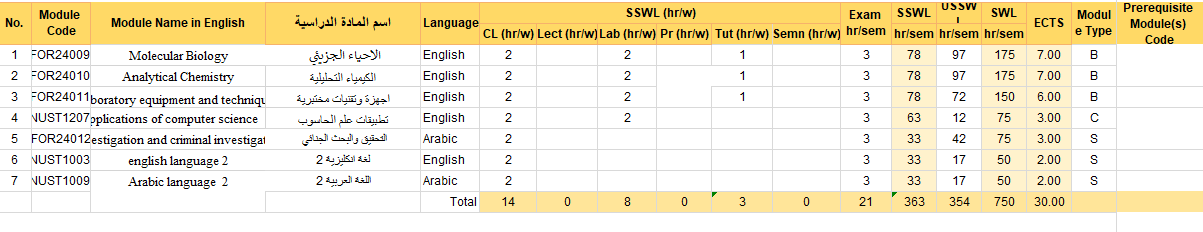 No. Module Code Module Name in English اسم المادة الدراسية Language SSWL (hr/w) Exam hr/sem SSWL hr/sem USSWL hr/sem SWL hr/sem ECTS Module Type Prerequisite Module(s) Code
CL (hr/w) Lect (hr/w) Lab (hr/w) Pr (hr/w) Tut (hr/w) Semn (hr/w)
1 FOR24009 Molecular Biology الاحياء الجزيئي English 2 2 1 3 78 97 175 7.00 B
2 FOR24010 Analytical Chemistry الكيمياء التحليلية English 2 2 1 3 78 97 175 7.00 B
3 FOR24011 boratory equipment and techniqu اجهزة وتقنيات مختبرية English 2 2 1 3 78 72 150 6.00 B
4 NUST1207 pplications of computer science تطبيقات علم الحاسوب English 2 2 3 63 12 75 3.00 C
5 FOR24012 estigation and criminal investigat التحقيق والبحث الجنائي Arabic 2 3 33 42 75 3.00 S
6 NUST1003 english language 2 لغة انكليزية 2 English 2 3 33 17 50 2.00 S
7 NUST1009 Arabic language 2 اللغة العربية 2 Arabic 2 3 33 17 50 2.00 S
Total 14 0 8 0 3 0 21 363 354 750 30.00